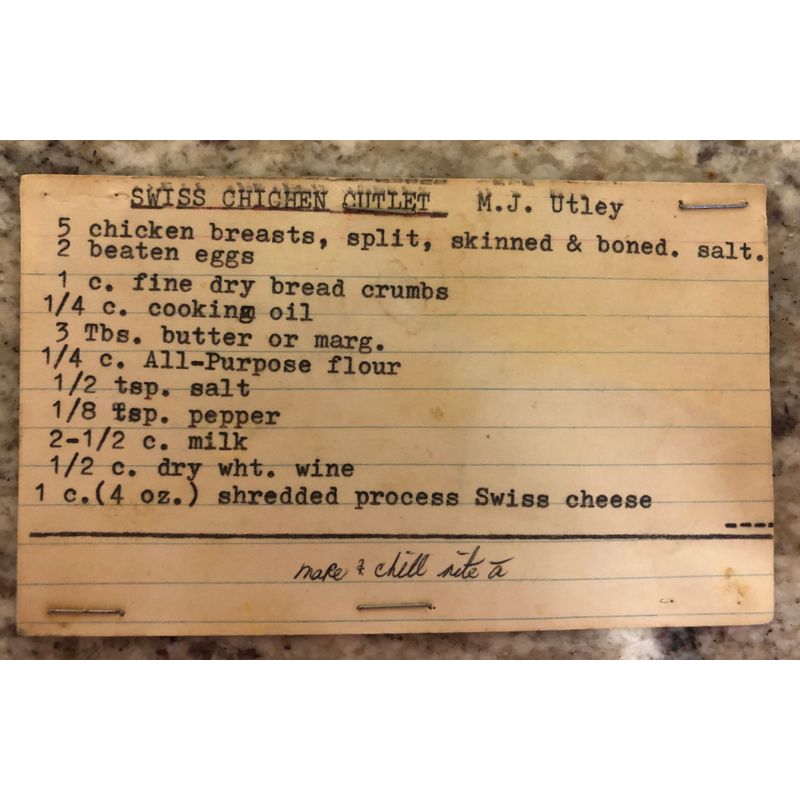 SWISS CHICHEN CUTLET M.J. Utley
5 chicken breasts, split, skinned & boned. salt.
2 beaten eggs
1 c. fine dry bread crumbs
1/4 c. cooking oil
3 Tbs. butter or marg.
1/4 c. All-Purpose flour
1/2 tsp. salt
1/8 tsp. pepper
2-1/2 c. milk
1/2 c. dry wht. wine
1 c.(4 oz.) shredded process Swiss cheese
---.
make & chill nite ā